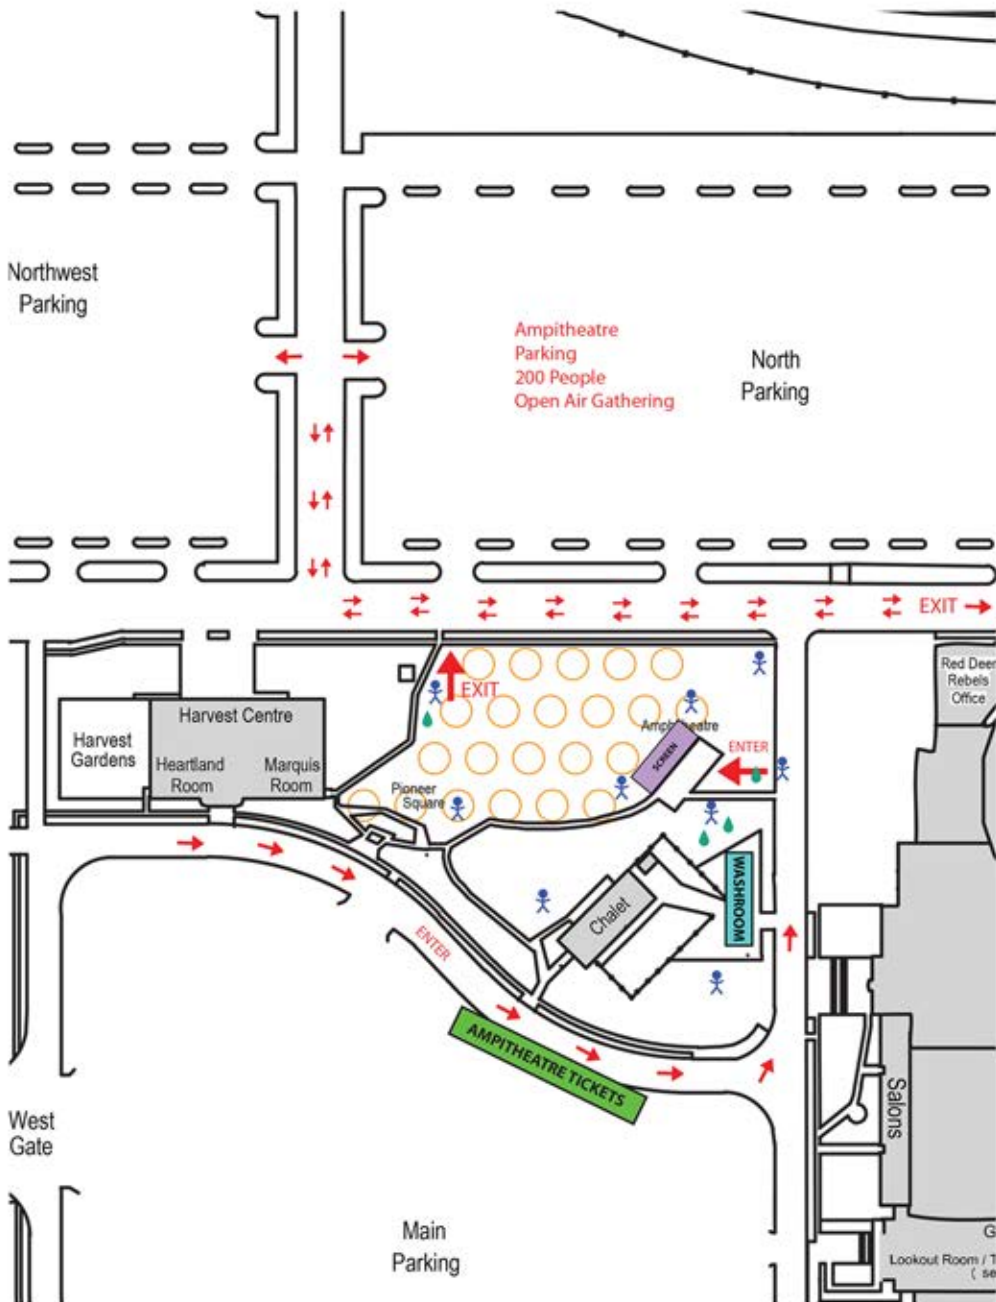 Northwest
Parking
Ampitheatre
Parking
200 People
Open Air Gathering
North
Parking
EXIT
Red Deer
Rebels
Office
EXIT
Harvest Centre
Harvest
Gardens
Heartland
Room
Marquis
Room
Amphitheatre
SCREEN
ENTER
Pioneer
Square
WASHROOM
Chalet
ENTER
AMPITHEATRE TICKETS
Salons
West
Gate
Main
Parking
G
Lookout Room / T
( se